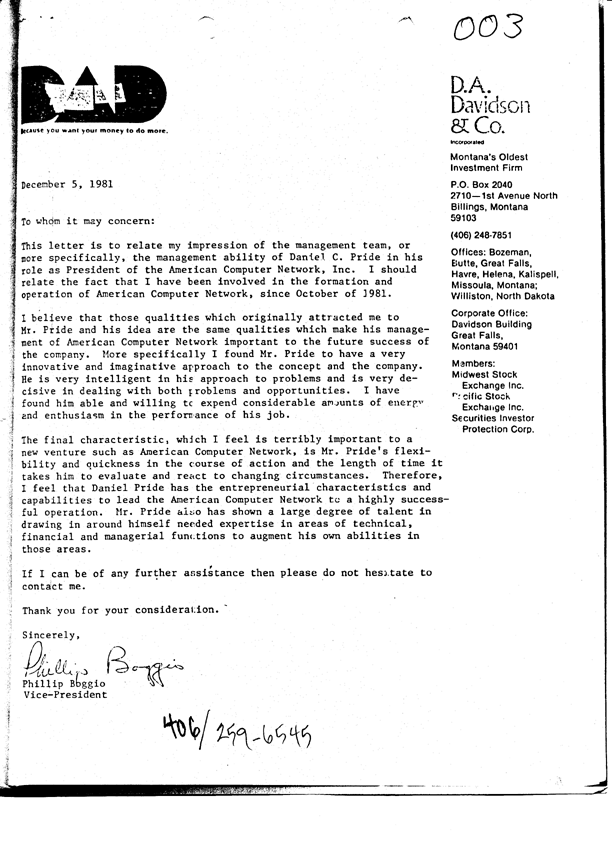 003
DAD
because you want your money to do more.
D.A.
Davidson
& Co.
Incorporated
Montana's Oldest
Investment Firm
P.O. Box 2040
2710—1st Avenue North
Billings, Montana
59103
(406) 248-7851
Offices: Bozeman,
Butte, Great Falls,
Havre, Helena, Kalispell,
Missoula, Montana;
Williston, North Dakota
Corporate Office:
Davidson Building
Great Falls,
Montana 59401
Members:
Midwest Stock
Exchange Inc.
Pacific Stock
Exchange Inc.
Securities Investor
Protection Corp.
December 5, 1981
To whom it may concern:
This letter is to relate my impression of the management team, or
more specifically, the management ability of Daniel C. Pride in his
role as President of the American Computer Network, Inc. I should
relate the fact that I have been involved in the formation and
operation of American Computer Network, since October of 1981.
I believe that those qualities which originally attracted me to
Mr. Pride and his idea are the same qualities which make his manage-
ment of American Computer Network important to the future success of
the company. More specifically I found Mr. Pride to have a very
innovative and imaginative approach to the concept and the company.
He is very intelligent in his approach to problems and is very de-
cisive in dealing with both problems and opportunities. I have
found him able and willing to expend considerable amounts of energy
and enthusiasm in the performance of his job.
The final characteristic, which I feel is terribly important to a
new venture such as American Computer Network, is Mr. Pride's flexi-
bility and quickness in the course of action and the length of time it
takes him to evaluate and react to changing circumstances. Therefore,
I feel that Daniel Pride has the entrepreneurial characteristics and
capabilities to lead the American Computer Network to a highly success-
ful operation. Mr. Pride also has shown a large degree of talent in
drawing in around himself needed expertise in areas of technical,
financial and managerial functions to augment his own abilities in
those areas.
If I can be of any further assistance then please do not hesitate to
contact me.
Thank you for your consideration.
Sincerely,
Phillip Boggio
Phillip Boggio
Vice-President
406/259-6545